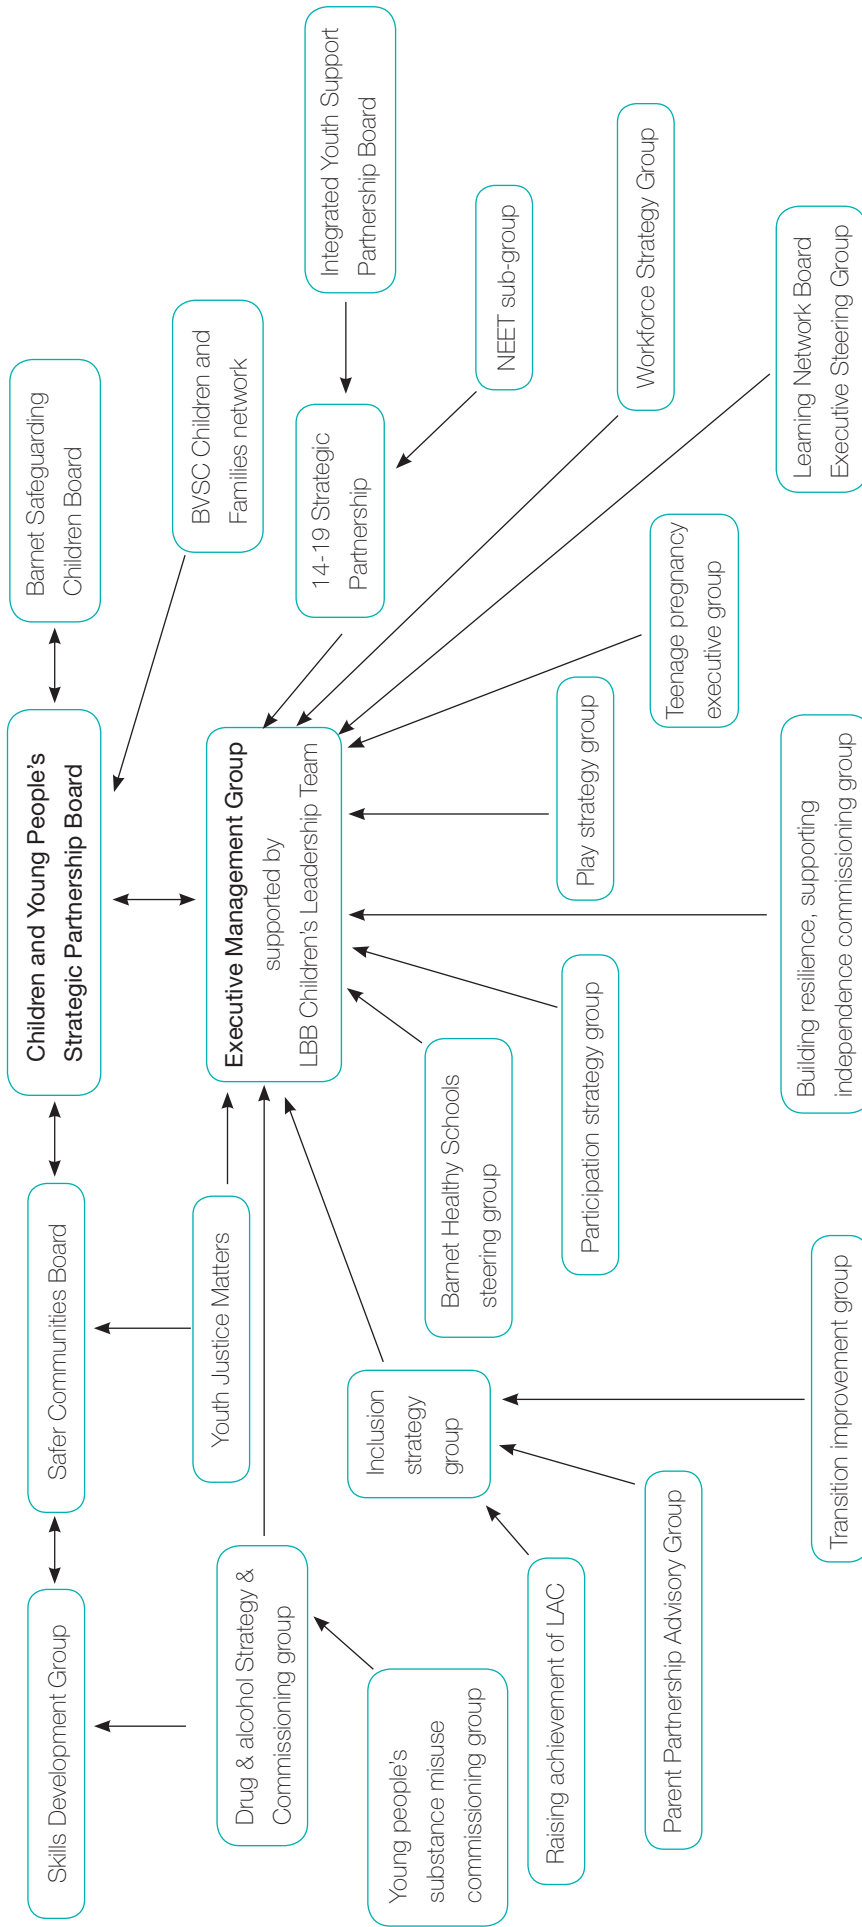 Skills Development Group
Safer Communities Board
Children and Young People's
Strategic Partnership Board
Barnet Safeguarding
Children Board
BVSC Children and
Families network
Youth Justice Matters
Drug & alcohol Strategy &
Commissioning group
Executive Management Group
supported by
LBB Children's Leadership Team
14-19 Strategic
Partnership
Integrated Youth Support
Partnership Board
NEET sub-group
Young people's
substance misuse
commissioning group
Inclusion
strategy
group
Barnet Healthy Schools
steering group
Participation strategy group
Play strategy group
Teenage pregnancy
executive group
Workforce Strategy Group
Raising achievement of LAC
Parent Partnership Advisory Group
Transition improvement group
Building resilience, supporting
independence commissioning group
Learning Network Board
Executive Steering Group